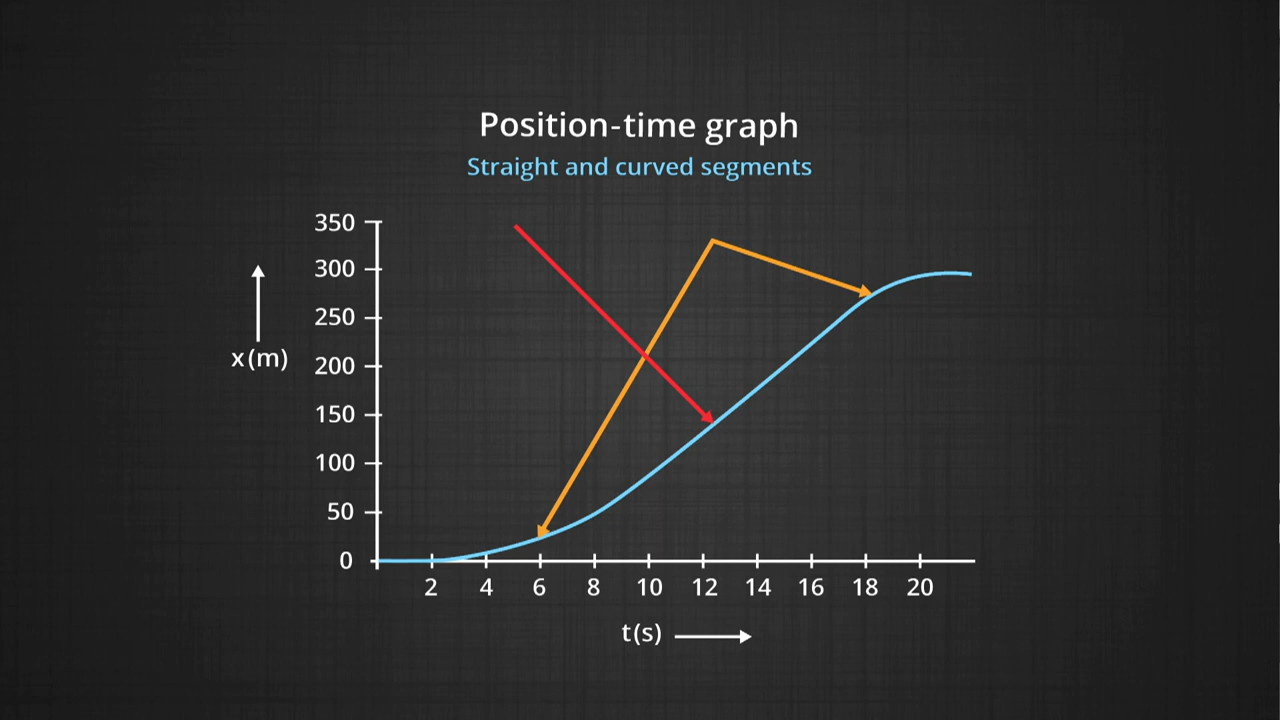 Position-time graph
Straight and curved segments
350
300
250
x(m)
200
150
100
50
0
2 4 6 8 10 12 14 16 18 20
t(s)